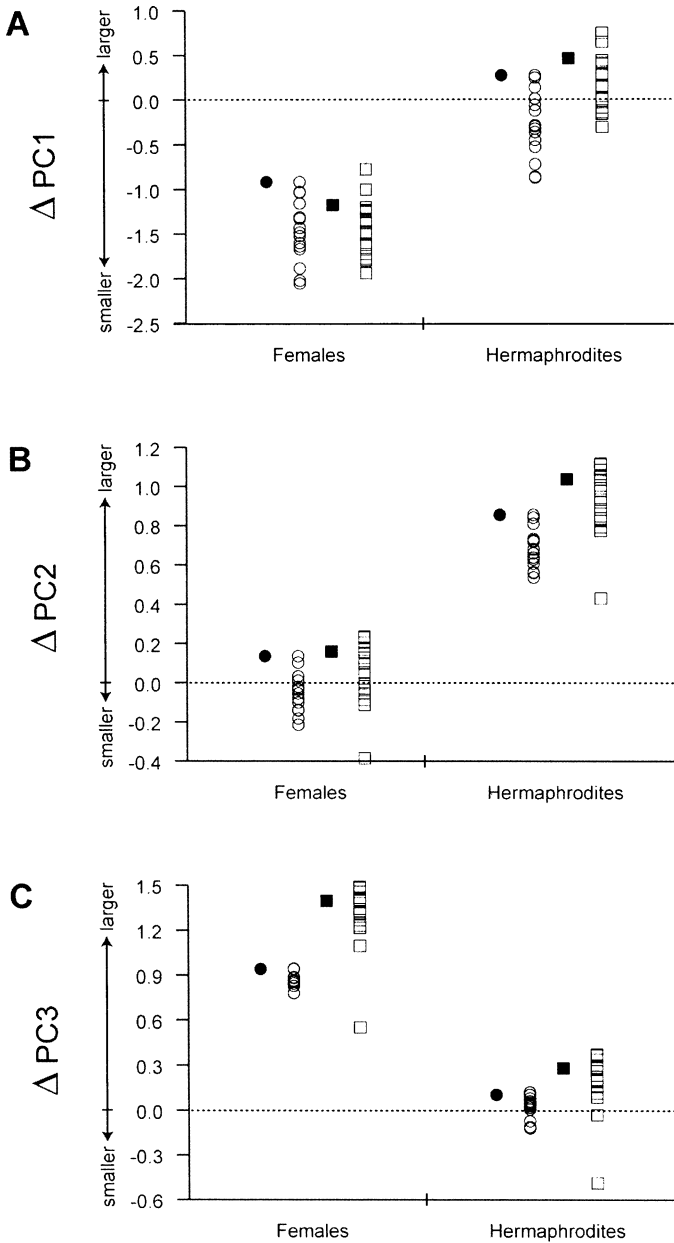 A
larger
Δ PC1
smaller
1.0
0.5
0.0
-0.5
-1.0
-1.5
-2.0
-2.5
Females Hermaphrodites
B
larger
Δ PC2
smaller
1.2
1.0
0.8
0.6
0.4
0.2
0.0
-0.2
-0.4
Females Hermaphrodites
C
larger
Δ PC3
smaller
1.5
1.2
0.9
0.6
0.3
0.0
-0.3
-0.6
Females Hermaphrodites